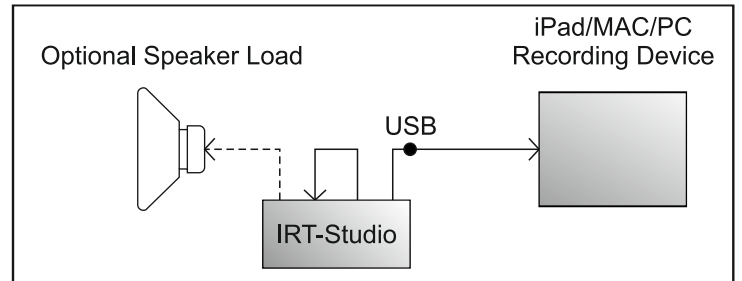 iPad/MAC/PC
Optional Speaker Load
Recording Device
USB
IRT-Studio